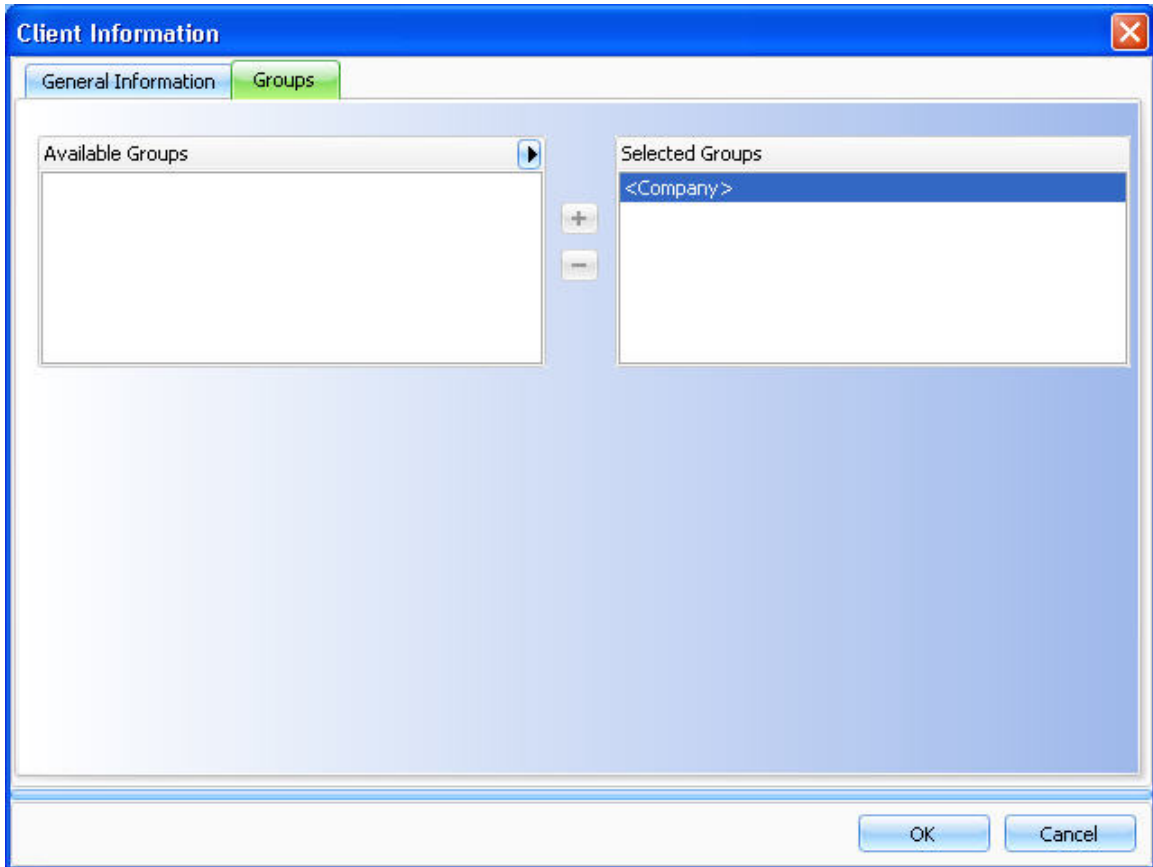 Client Information
General Information
Groups
Available Groups
Selected Groups
<Company>
+
-
OK
Cancel